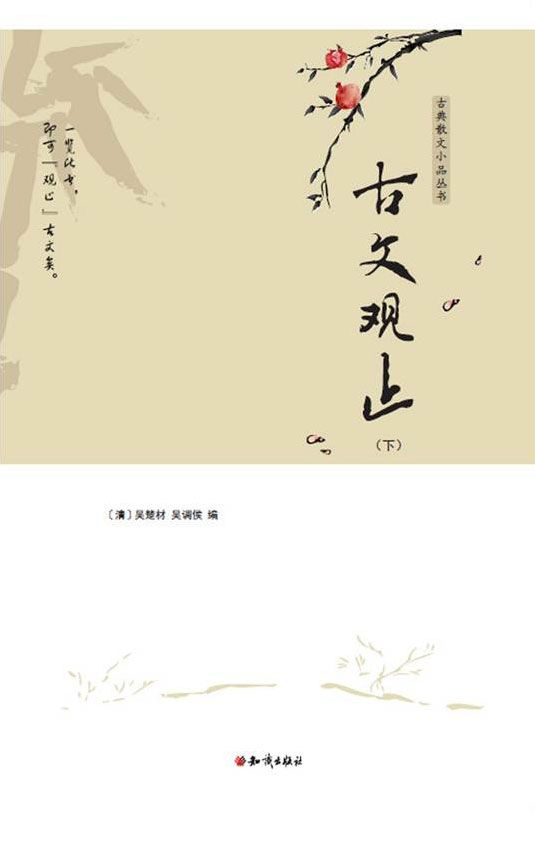 古典散文小品丛书
古文观止
（下）
一览此书，
即可『观止』古文矣。
〔清〕吴楚材 吴调侯 编
知识出版社